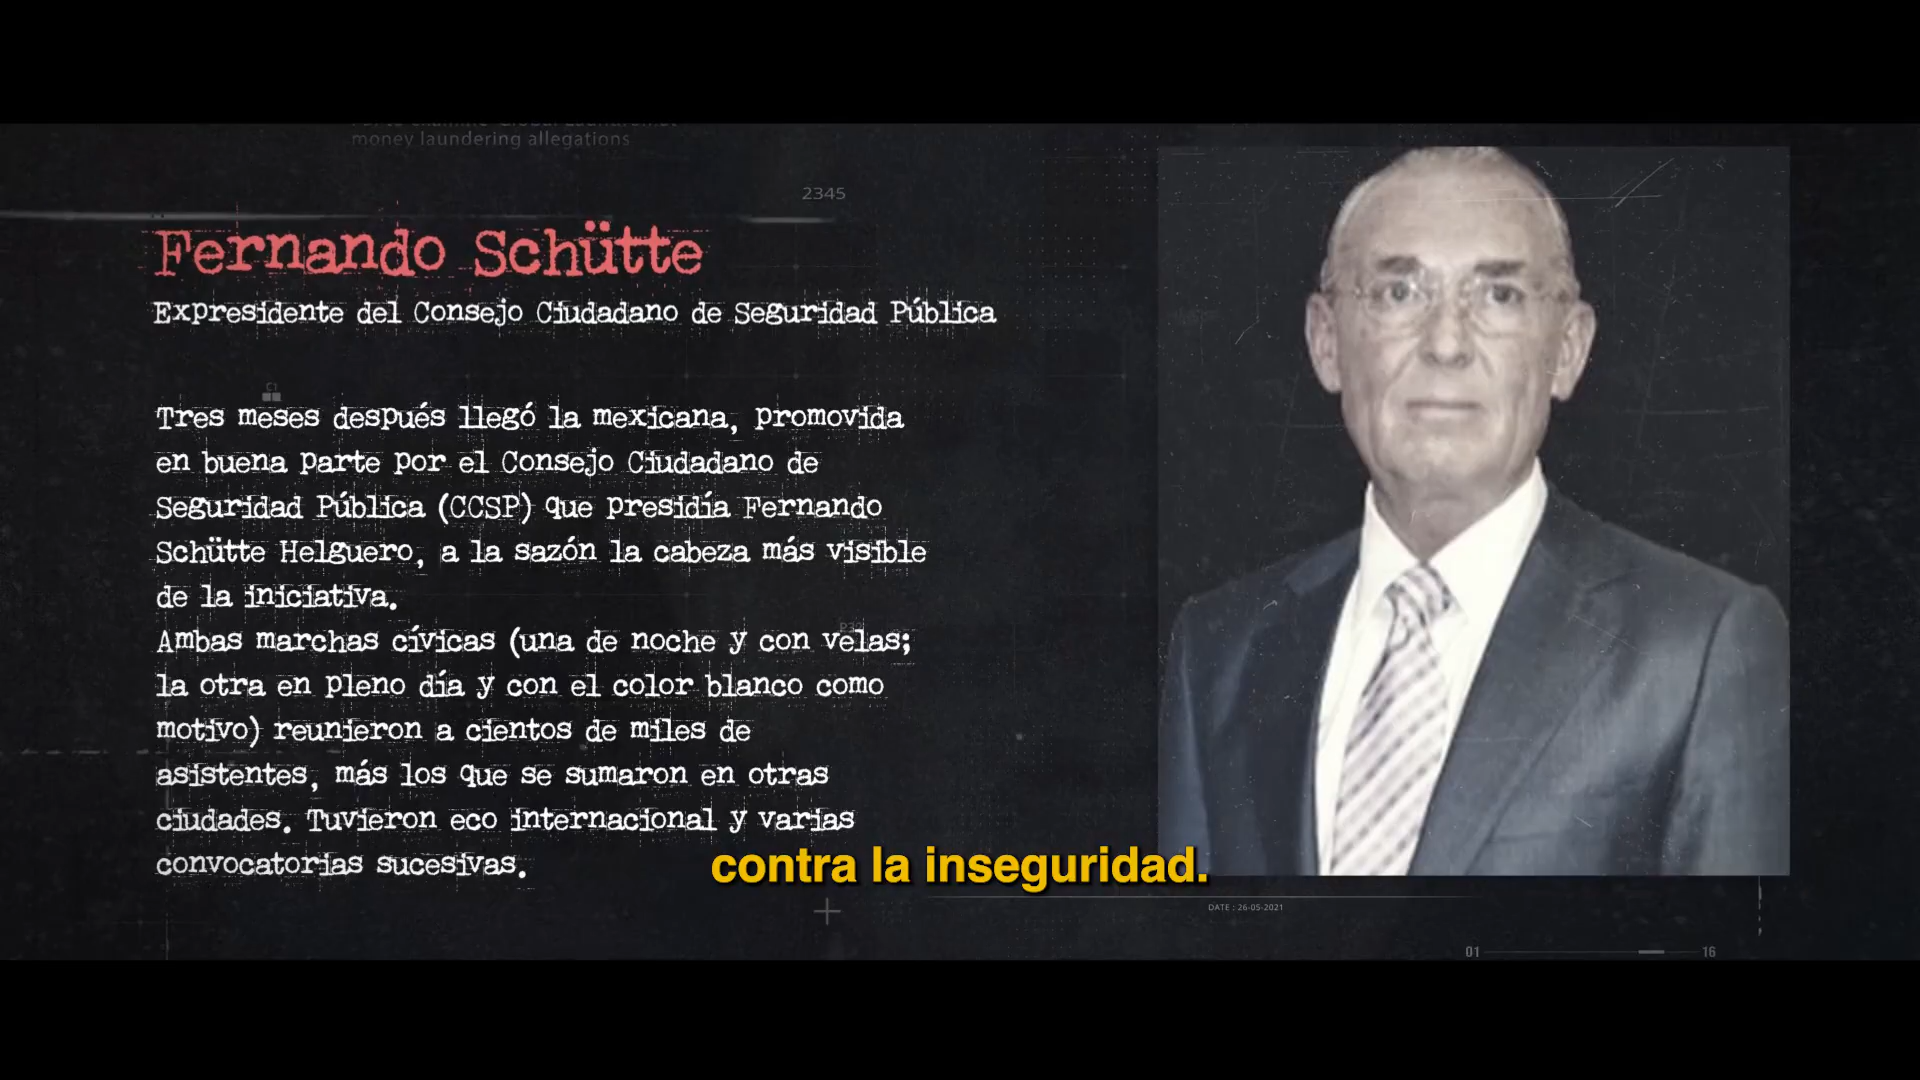 money laundering allegations
2345
Fernando Schütte
Expresidente del Consejo Ciudadano de Seguridad Pública
C1
Tres meses después llegó la mexicana, promovida
en buena parte por el Consejo Ciudadano de
Seguridad Pública (CCSP) que presidía Fernando
Schütte Helguero, a la sazón la cabeza más visible
de la iniciativa.
Ambas marchas cívicas (una de noche y con velas;
la otra en pleno día y con el color blanco como
motivo) reunieron a cientos de miles de
asistentes, más los que se sumaron en otras
ciudades. Tuvieron eco internacional y varias
convocatorias sucesivas.
contra la inseguridad.
DATE : 26-05-2021
01
16